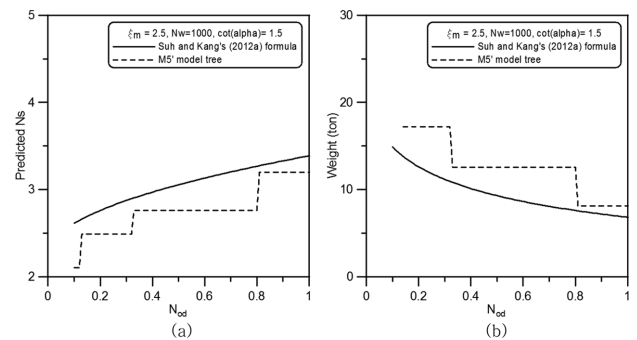 ξm = 2.5, Nw=1000, cot(alpha)= 1.5
Suh and Kang's (2012a) formula
M5' model tree
5
4
3
2
Predicted Ns
0
0.2
0.4
0.6
0.8
1
Nod
(a)
ξm = 2.5, Nw=1000, cot(alpha)= 1.5
Suh and Kang's (2012a) formula
M5' model tree
30
20
10
0
Weight (ton)
0
0.2
0.4
0.6
0.8
1
Nod
(b)